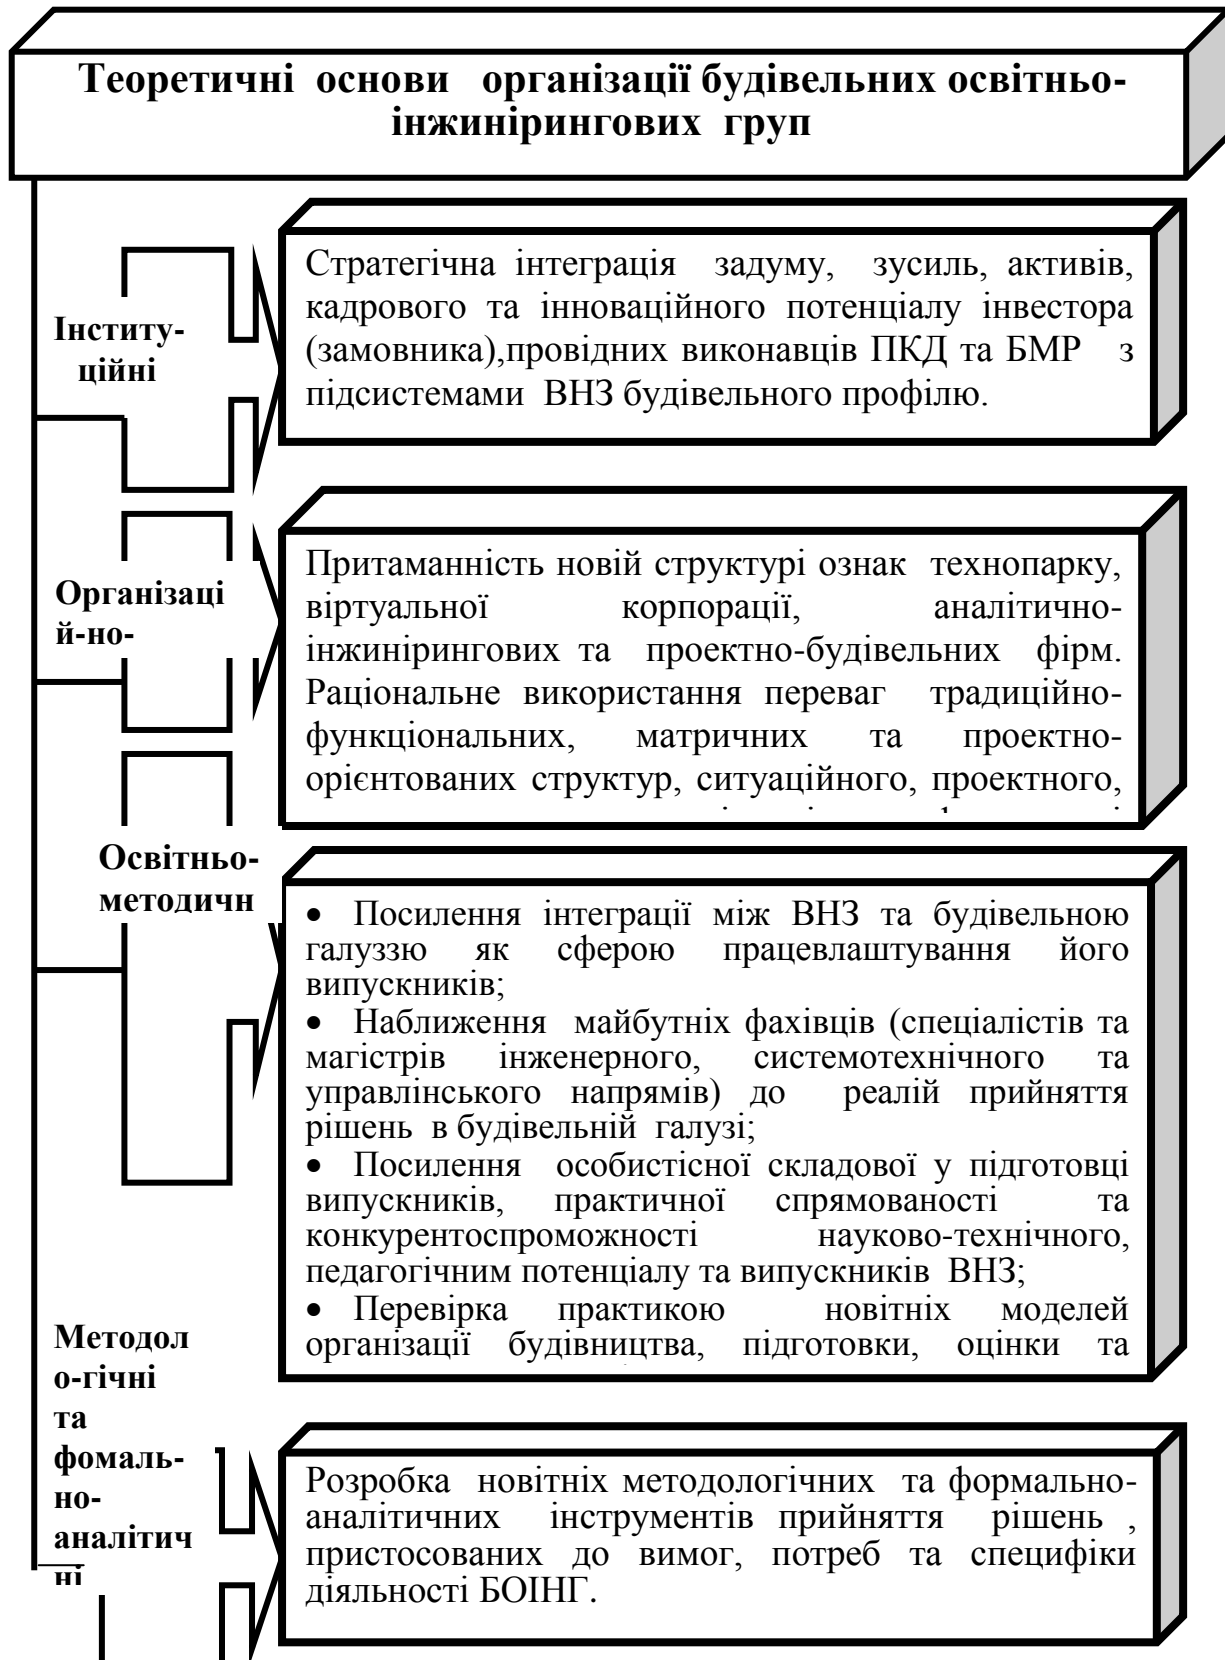 Теоретичні основи організації будівельних освітньо-
інжинірингових груп
Інститу-
ційні
Стратегічна інтеграція задуму, зусиль, активів,
кадрового та інноваційного потенціалу інвестора
(замовника),провідних виконавців ПКД та БМР з
підсистемами ВНЗ будівельного профілю.
Організаці
й-но-
Притаманність новій структурі ознак технопарку,
віртуальної корпорації, аналітично-
інжинірингових та проектно-будівельних фірм.
Раціональне використання переваг традиційно-
функціональних, матричних та проектно-
орієнтованих структур, ситуаційного, проектного,
Освітньо-
методичн
• Посилення інтеграції між ВНЗ та будівельною
галуззю як сферою працевлаштування його
випускників;
• Наближення майбутніх фахівців (спеціалістів та
магістрів інженерного, системотехнічного та
управлінського напрямів) до реалій прийняття
рішень в будівельній галузі;
• Посилення особистісної складової у підготовці
випускників, практичної спрямованості та
конкурентоспроможності науково-технічного,
педагогічним потенціалу та випускників ВНЗ;
• Перевірка практикою новітніх моделей
організації будівництва, підготовки, оцінки та
Методол
о-гічні
та
фомаль-
но-
аналітич
ні
Розробка новітніх методологічних та формально-
аналітичних інструментів прийняття рішень ,
пристосованих до вимог, потреб та специфіки
діяльності БОІНГ.